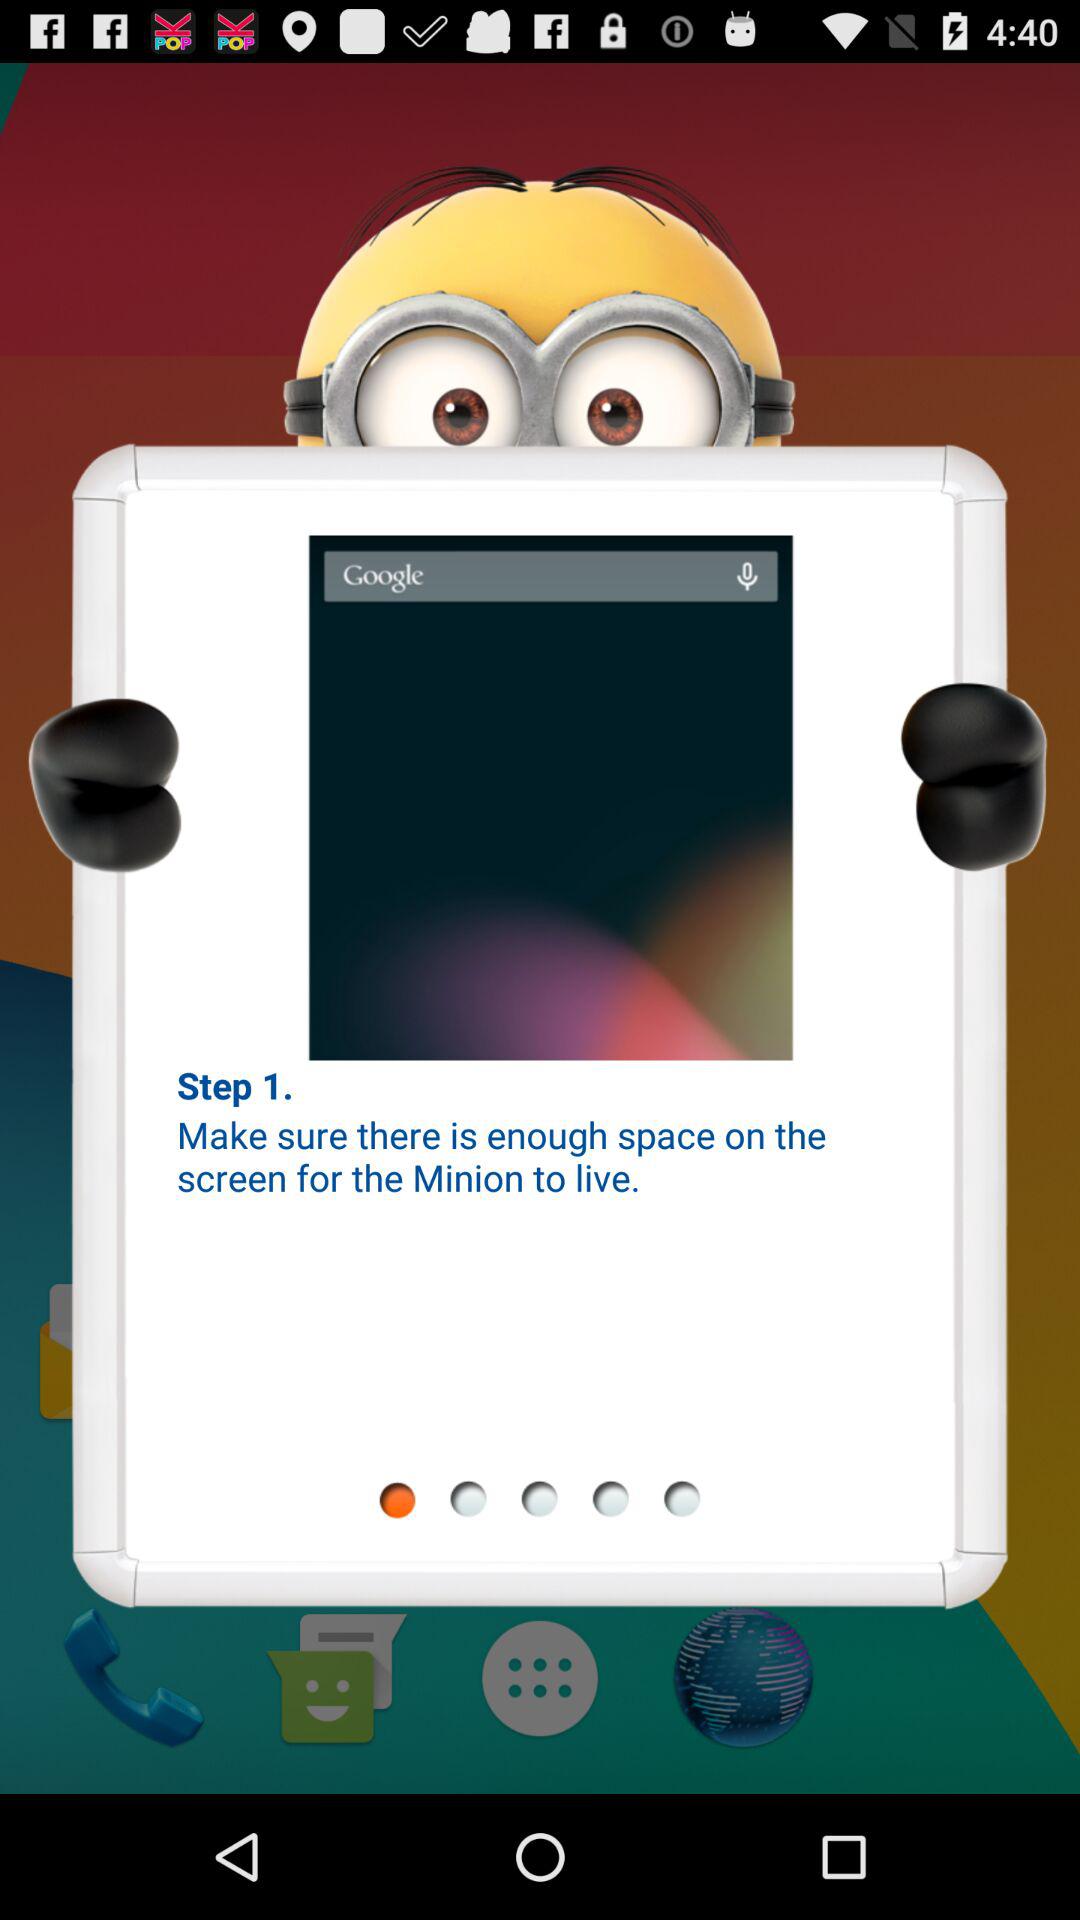 POP POP 4:40
Google
Step 1.
Make sure there is enough space on the
screen for the Minion to live.